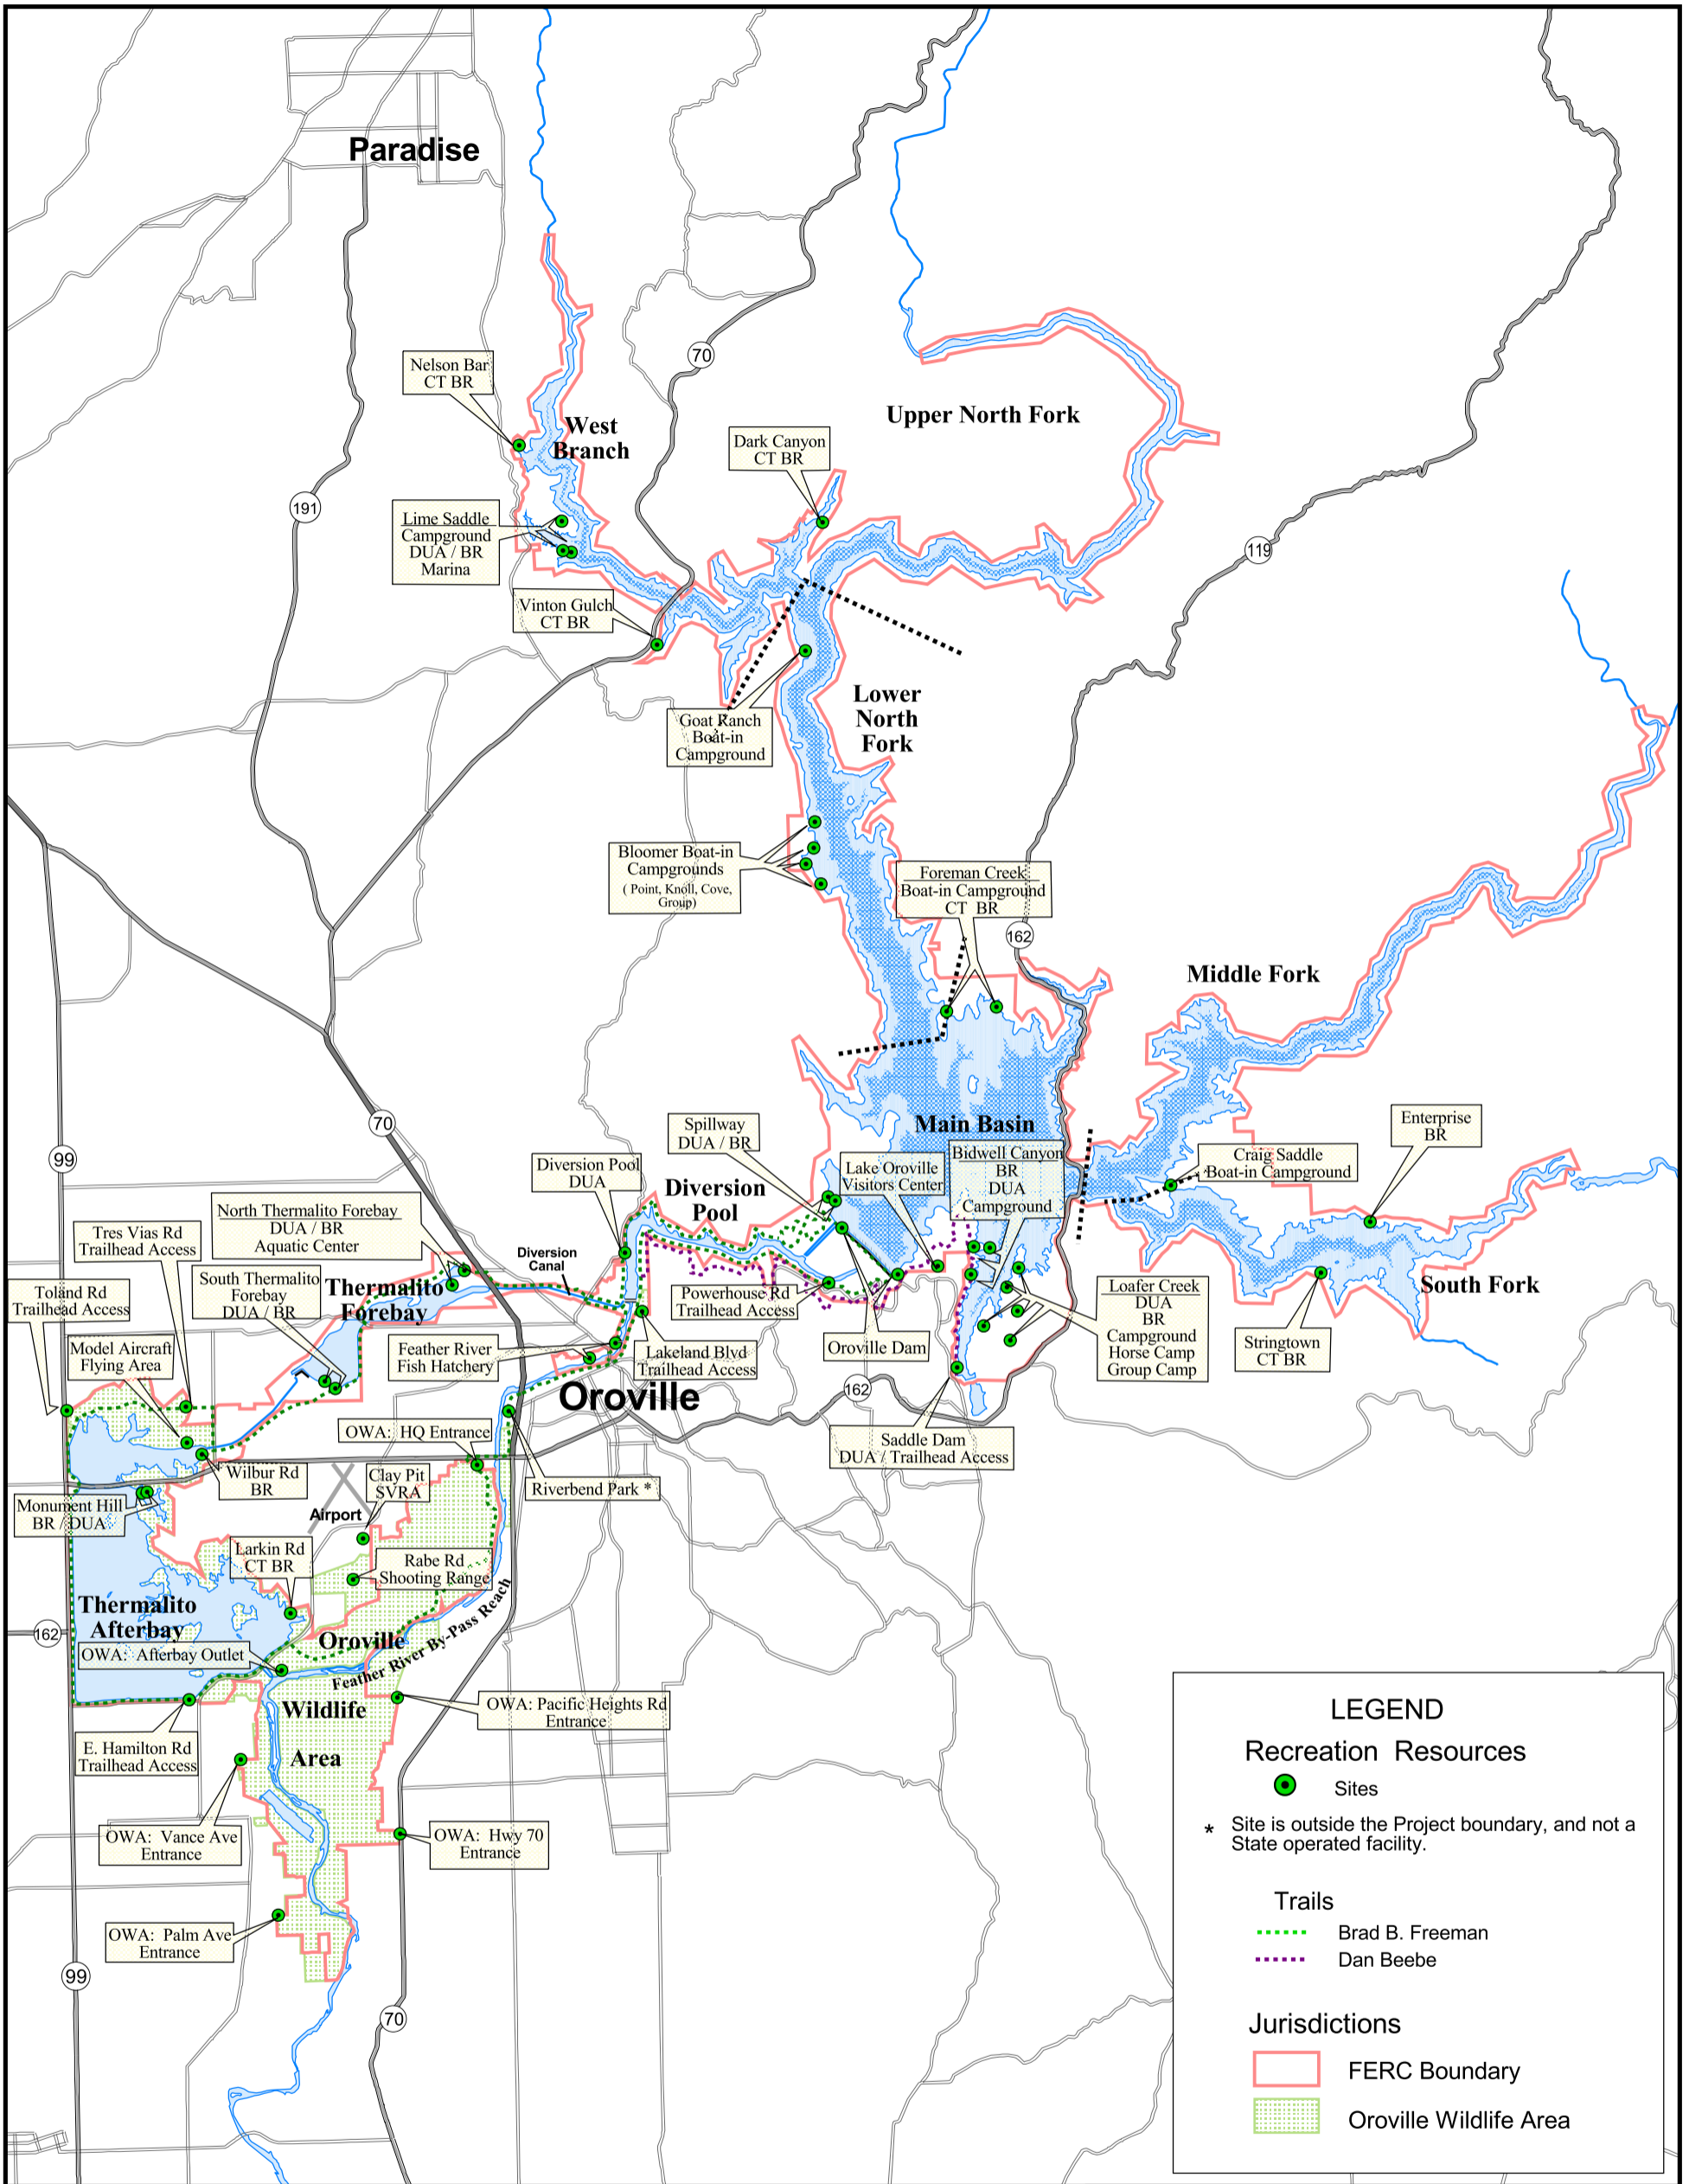 Paradise
70
Nelson Bar
CT BR
West
Branch
Upper North Fork
Dark Canyon
CT BR
191
Lime Saddle
Campground
DUA / BR
Marina
119
Vinton Gulch
CT BR
Lower
North
Fork
Goat Ranch
Boat-in
Campground
Bloomer Boat-in
Campgrounds
( Point, Knoll, Cove,
Group)
Foreman Creek
Boat-in Campground
CT BR
162
Middle Fork
70
99
Main Basin
Spillway
DUA / BR
Enterprise
BR
Diversion Pool
DUA
Diversion
Pool
Lake Oroville
Visitors Center
Bidwell Canyon
BR
DUA
Campground
Craig Saddle
Boat-in Campground
North Thermalito Forebay
DUA / BR
Aquatic Center
Tres Vias Rd
Trailhead Access
Diversion
Canal
South Thermalito
Forebay
DUA / BR
Thermalito
Forebay
Toland Rd
Trailhead Access
Powerhouse Rd
Trailhead Access
Loafer Creek
DUA
BR
Campground
Horse Camp
Group Camp
South Fork
Model Aircraft
Flying Area
Feather River
Fish Hatchery
Lakeland Blvd
Trailhead Access
Oroville Dam
Stringtown
CT BR
Oroville
162
OWA: HQ Entrance
Saddle Dam
DUA / Trailhead Access
Wilbur Rd
BR
Clay Pit
SVRA
Riverbend Park *
Monument Hill
BR / DUA
Airport
Larkin Rd
CT BR
Rabe Rd
Shooting Range
Thermalito
Afterbay
162
Oroville
Feather River By-Pass Reach
OWA: Afterbay Outlet
Wildlife
OWA: Pacific Heights Rd
Entrance
E. Hamilton Rd
Trailhead Access
Area
OWA: Vance Ave
Entrance
OWA: Hwy 70
Entrance
OWA: Palm Ave
Entrance
99
70
LEGEND
Recreation Resources
Sites
* Site is outside the Project boundary, and not a
State operated facility.
Trails
Brad B. Freeman
Dan Beebe
Jurisdictions
FERC Boundary
Oroville Wildlife Area